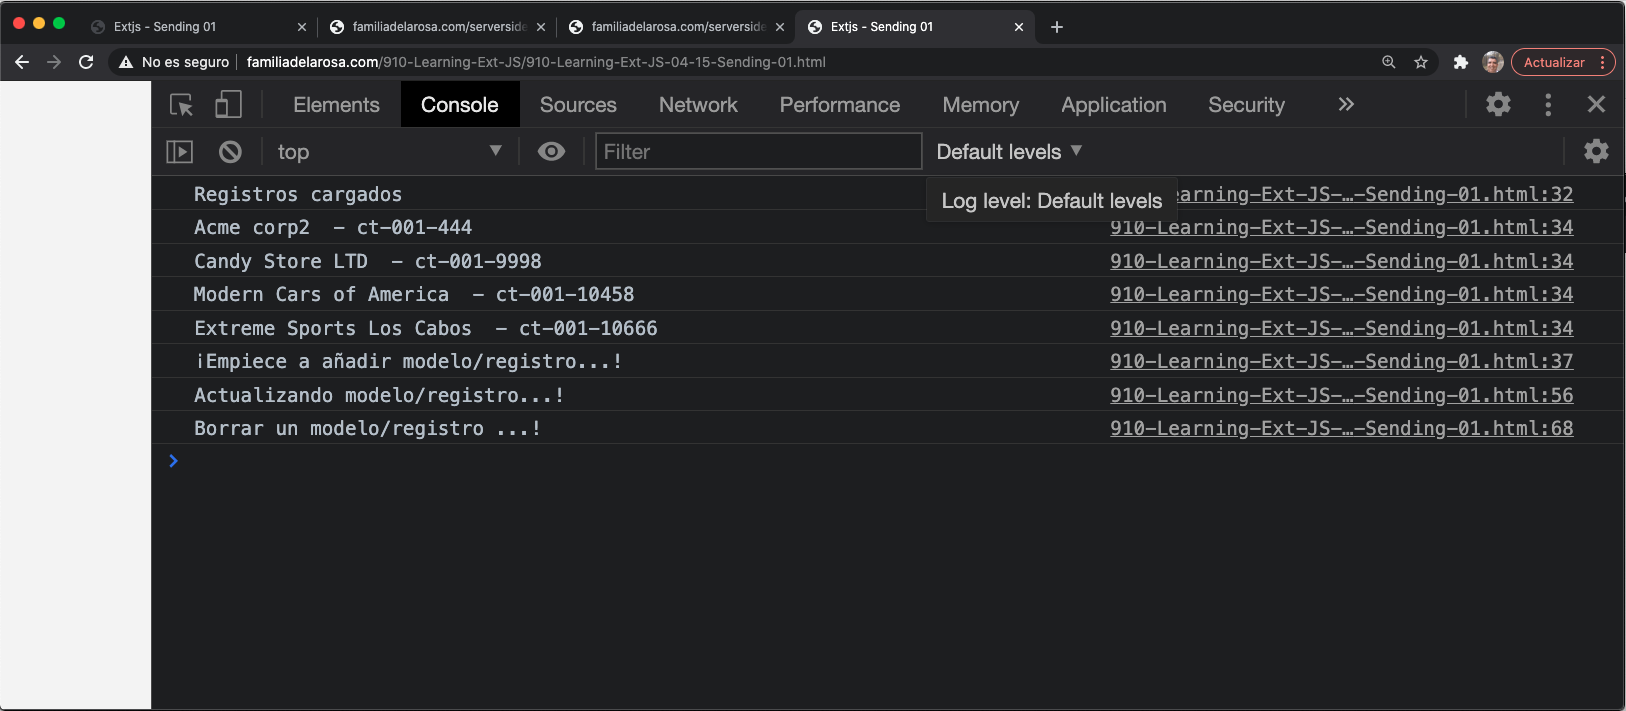 Extjs - Sending 01
familiadelarosa.com/serverside
familiadelarosa.com/serverside
Extjs - Sending 01
No es seguro
familiadelarosa.com/910-Learning-Ext-JS/910-Learning-Ext-JS-04-15-Sending-01.html
Actualizar
Elements Console Sources Network Performance Memory Application Security
top Filter Default levels
Log level: Default levels
Registros cargados earning-Ext-JS-…-Sending-01.html:32
Acme corp2  - ct-001-444 910-Learning-Ext-JS-…-Sending-01.html:34
Candy Store LTD  - ct-001-9998 910-Learning-Ext-JS-…-Sending-01.html:34
Modern Cars of America  - ct-001-10458 910-Learning-Ext-JS-…-Sending-01.html:34
Extreme Sports Los Cabos  - ct-001-10666 910-Learning-Ext-JS-…-Sending-01.html:34
¡Empiece a añadir modelo/registro...! 910-Learning-Ext-JS-…-Sending-01.html:37
Actualizando modelo/registro...! 910-Learning-Ext-JS-…-Sending-01.html:56
Borrar un modelo/registro ...! 910-Learning-Ext-JS-…-Sending-01.html:68